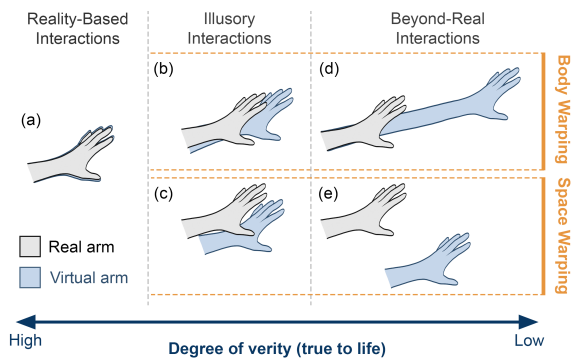 Reality-Based
Interactions
Illusory
Interactions
Beyond-Real
Interactions
(a)
(b)
(d)
Body Warping
(c)
(e)
Space Warping
Real arm
Virtual arm
High
Degree of verity (true to life)
Low